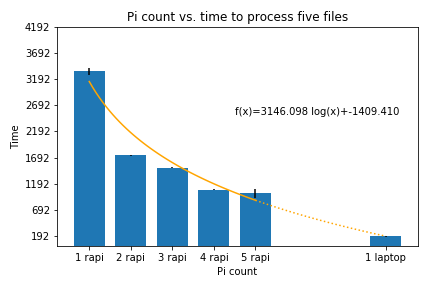 Pi count vs. time to process five files
4192
3692
3192
2692
2192
1692
1192
692
192
Time
f(x)=3146.098 log(x)+-1409.410
1 rapi
2 rapi
3 rapi
4 rapi
5 rapi
1 laptop
Pi count